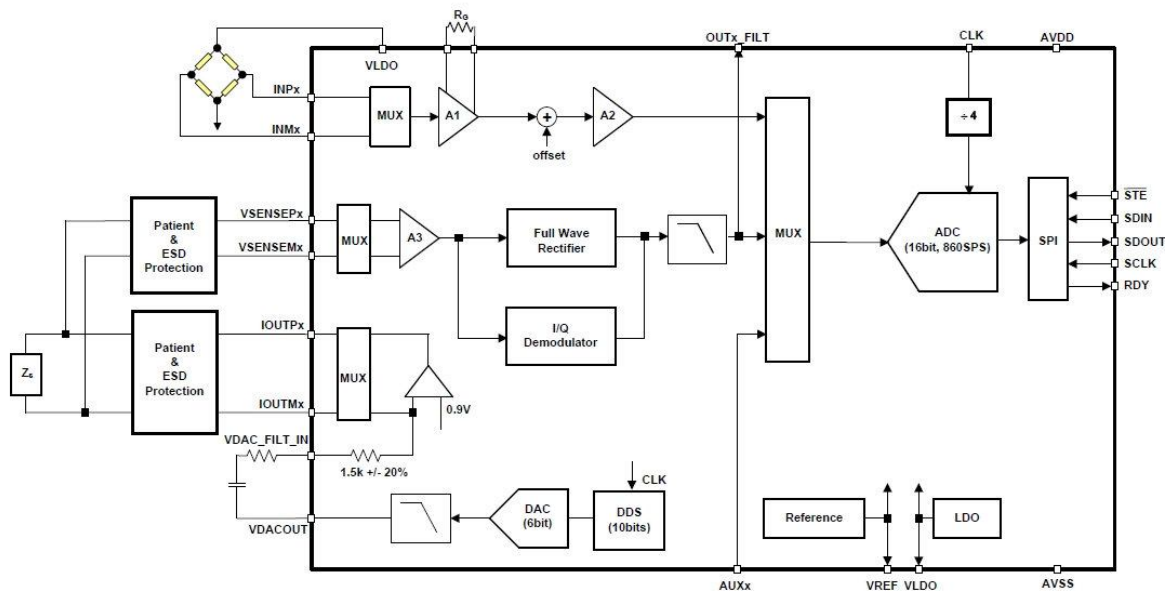 RG
OUTx_FILT
CLK
AVDD
VLDO
INPx
MUX
A1
A2
÷ 4
INMx
offset
STE
VSENSEPx
Patient
&
ESD
Protection
MUX
A3
Full Wave
Rectifier
MUX
ADC
(16bit, 860SPS)
SPI
SDIN
SDOUT
SCLK
RDY
VSENSEMx
IOUTPx
I/Q
Demodulator
Patient
&
ESD
Protection
Zs
MUX
0.9V
IOUTMx
VDAC_FILT_IN
1.5k +/- 20%
CLK
DAC
(6bit)
DDS
(10bits)
Reference
LDO
VDACOUT
AUXx
VREF
VLDO
AVSS